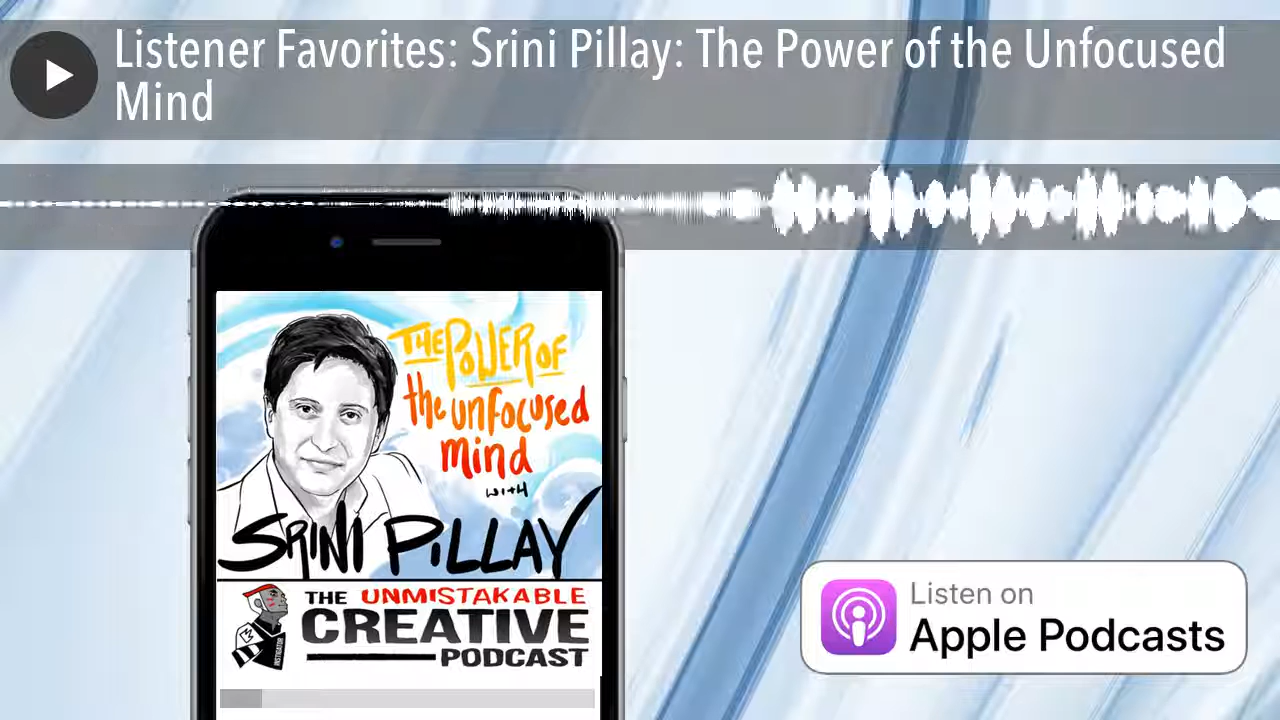 Listener Favorites: Srini Pillay: The Power of the Unfocused
Mind
THE POWER OF
the unfocused
mind
WITH
SRINI PILLAY
THE UNMISTAKABLE
CREATIVE
PODCAST
INSTIGATOR
Listen on
Apple Podcasts